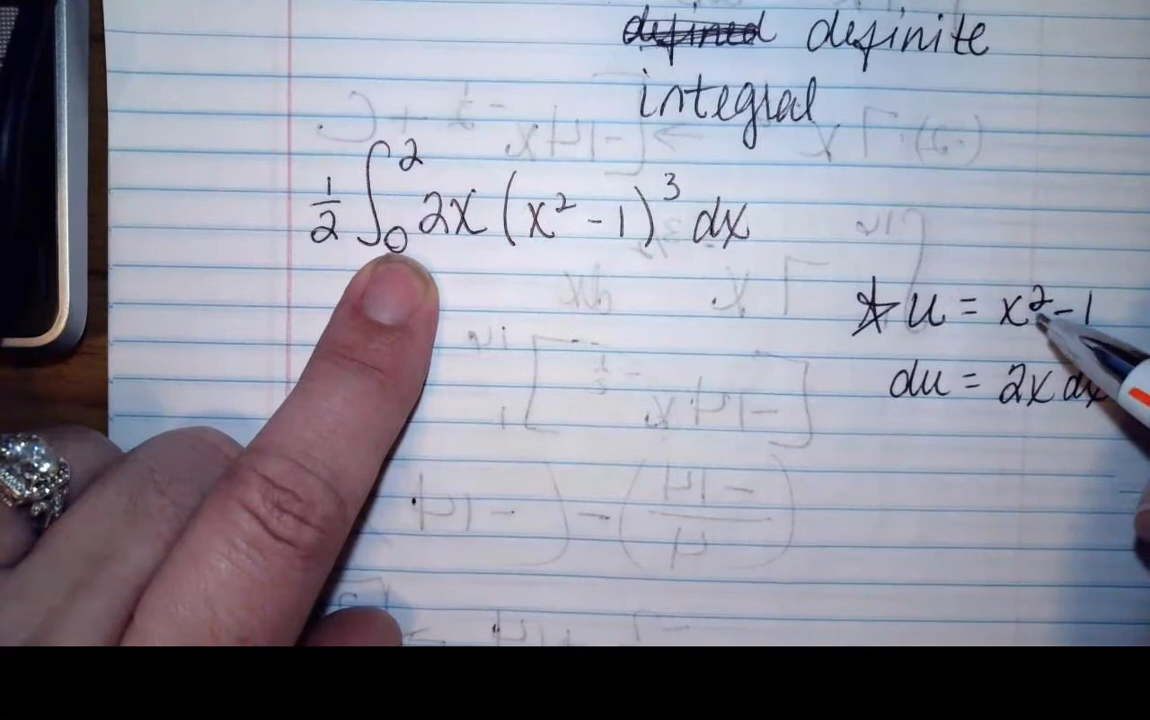 defined definite
integral
1/2 ∫₀² 2x (x² - 1)³ dx
☆ u = x² - 1
du = 2x dx